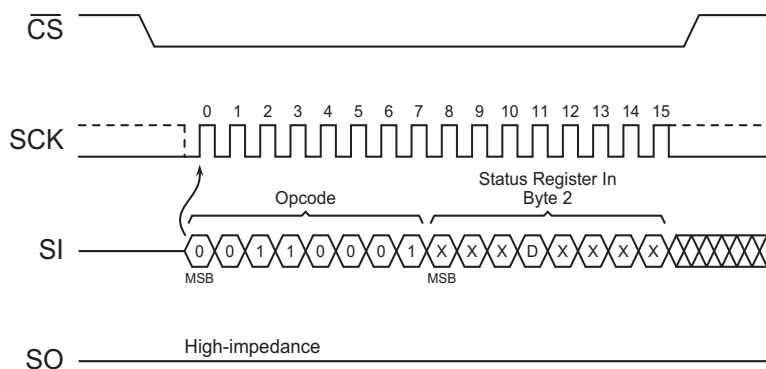 CS
0 1 2 3 4 5 6 7 8 9 10 11 12 13 14 15
SCK
Status Register In
Opcode Byte 2
SI 0 0 1 1 0 0 0 1 X X X D X X X X
MSB MSB
High-impedance
SO